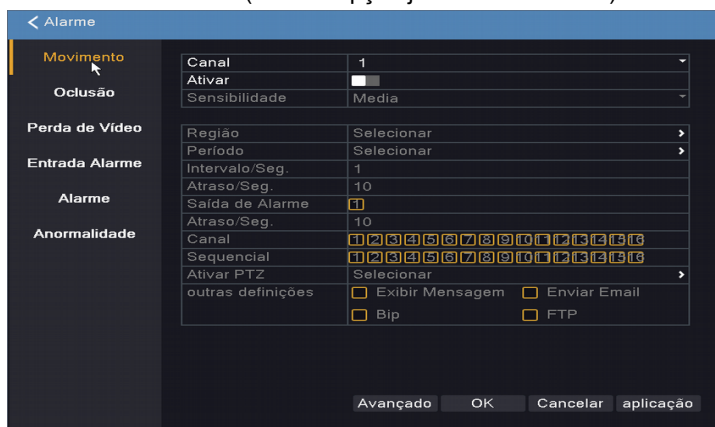 Alarme
Movimento
Oclusão
Perda de Vídeo
Entrada Alarme
Alarme
Anormalidade
Canal 1
Ativar
Sensibilidade Media
Região Selecionar
Período Selecionar
Intervalo/Seg. 1
Atraso/Seg. 10
Saída de Alarme 1
Atraso/Seg. 10
Canal 1 2 3 4 5 6 7 8 9 10 11 12 13 14 15 16
Sequencial 1 2 3 4 5 6 7 8 9 10 11 12 13 14 15 16
Ativar PTZ Selecionar
outras definições Exibir Mensagem Enviar Email
Bip FTP
Avançado OK Cancelar aplicação